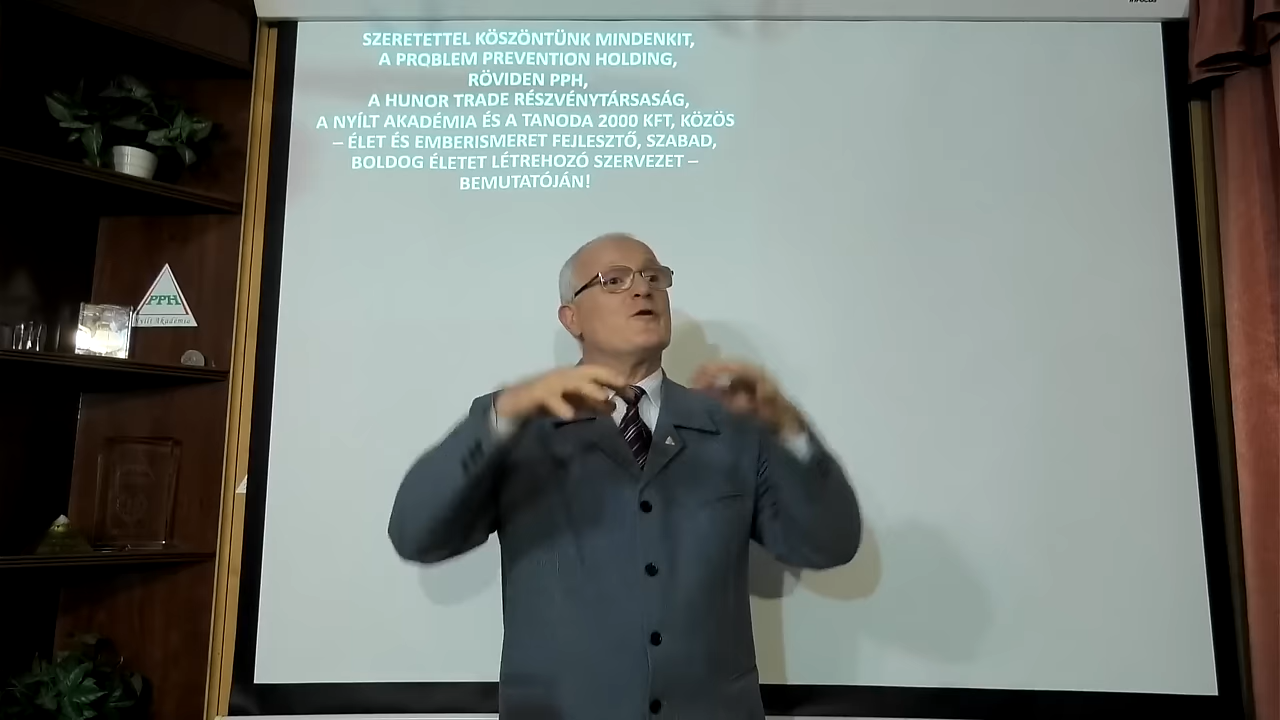 SZERETETTEL KÖSZÖNTÜNK MINDENKIT,
A PROBLEM PREVENTION HOLDING,
RÖVIDEN PPH,
A HUNOR TRADE RÉSZVÉNYTÁRSASÁG,
A NYÍLT AKADÉMIA ÉS A TANODA 2000 KFT, KÖZÖS
– ÉLET ÉS EMBERISMERET FEJLESZTŐ, SZABAD,
BOLDOG ÉLETET LÉTREHOZÓ SZERVEZET –
BEMUTATÓJÁN!
PPH
Nyílt Akadémia